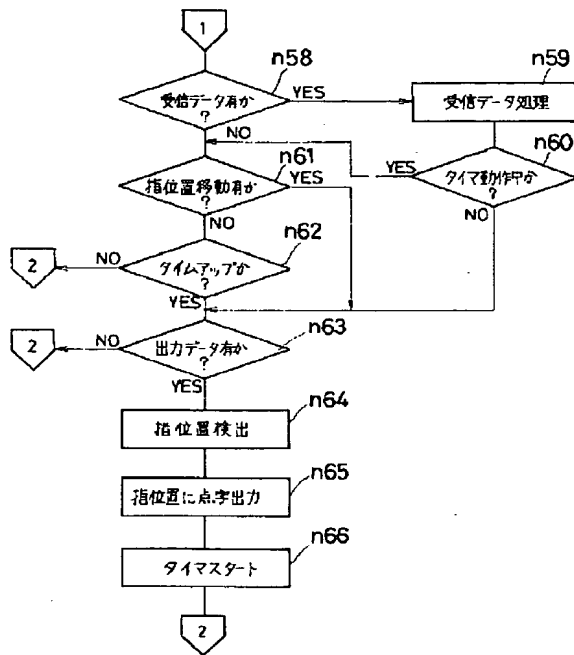 1
n58
受信データ有か
?
YES
NO
n59
受信データ処理
n60
タイマ動作中か
?
YES
NO
n61
指位置移動有か
?
YES
NO
n62
タイムアップか
?
NO
2
YES
n63
出力データ有か
?
NO
2
YES
n64
指位置検出
n65
指位置に点字出力
n66
タイマスタート
2